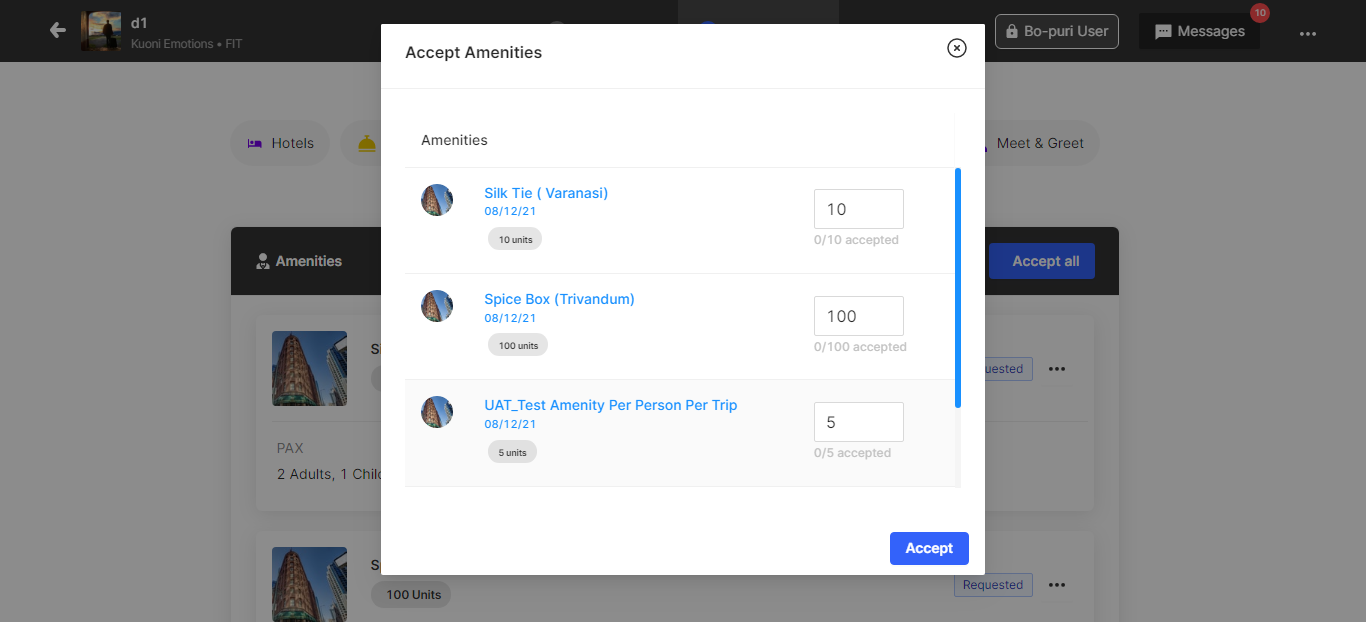 d1
Kuoni Emotions • FIT
Bo-puri User
Messages
10
Accept Amenities
Hotels
Meet & Greet
Amenities
Silk Tie ( Varanasi)
08/12/21
10 units
10
0/10 accepted
Spice Box (Trivandum)
08/12/21
100 units
100
0/100 accepted
UAT_Test Amenity Per Person Per Trip
08/12/21
5 units
5
0/5 accepted
Accept
Amenities
Accept all
PAX
2 Adults, 1
100 Units
Requested